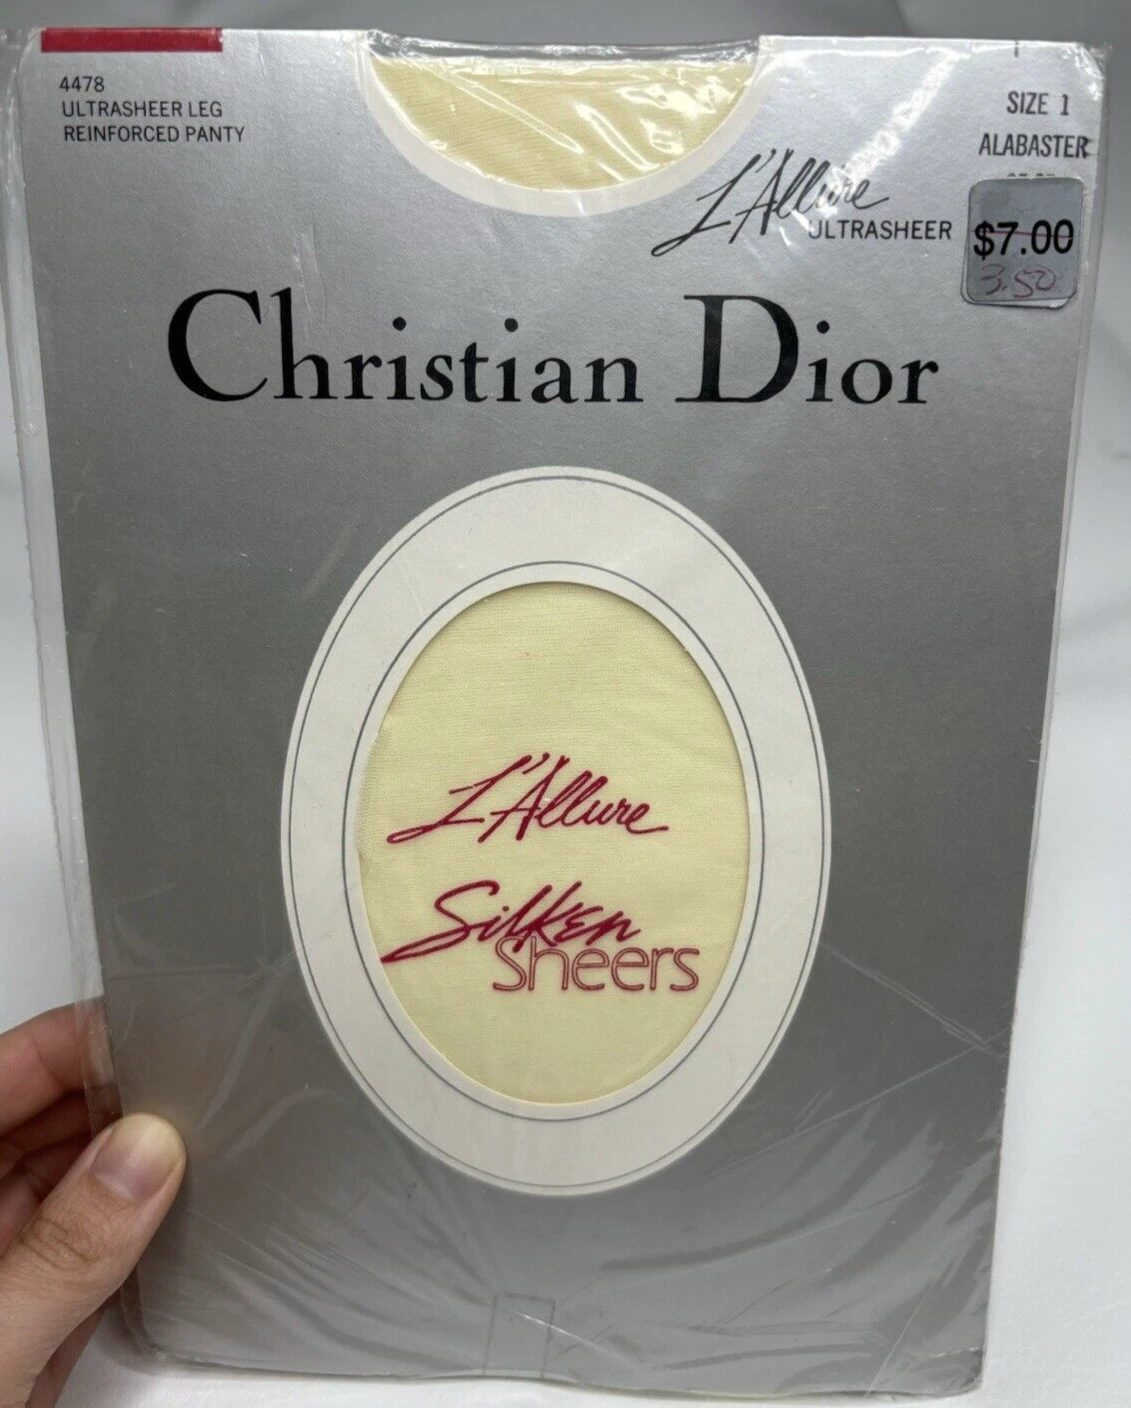 4478
ULTRASHEER LEG
REINFORCED PANTY
SIZE 1
ALABASTER
L'Allure
ULTRASHEER
$7.00
3.50
Christian Dior
L'Allure
Silken
Sheers